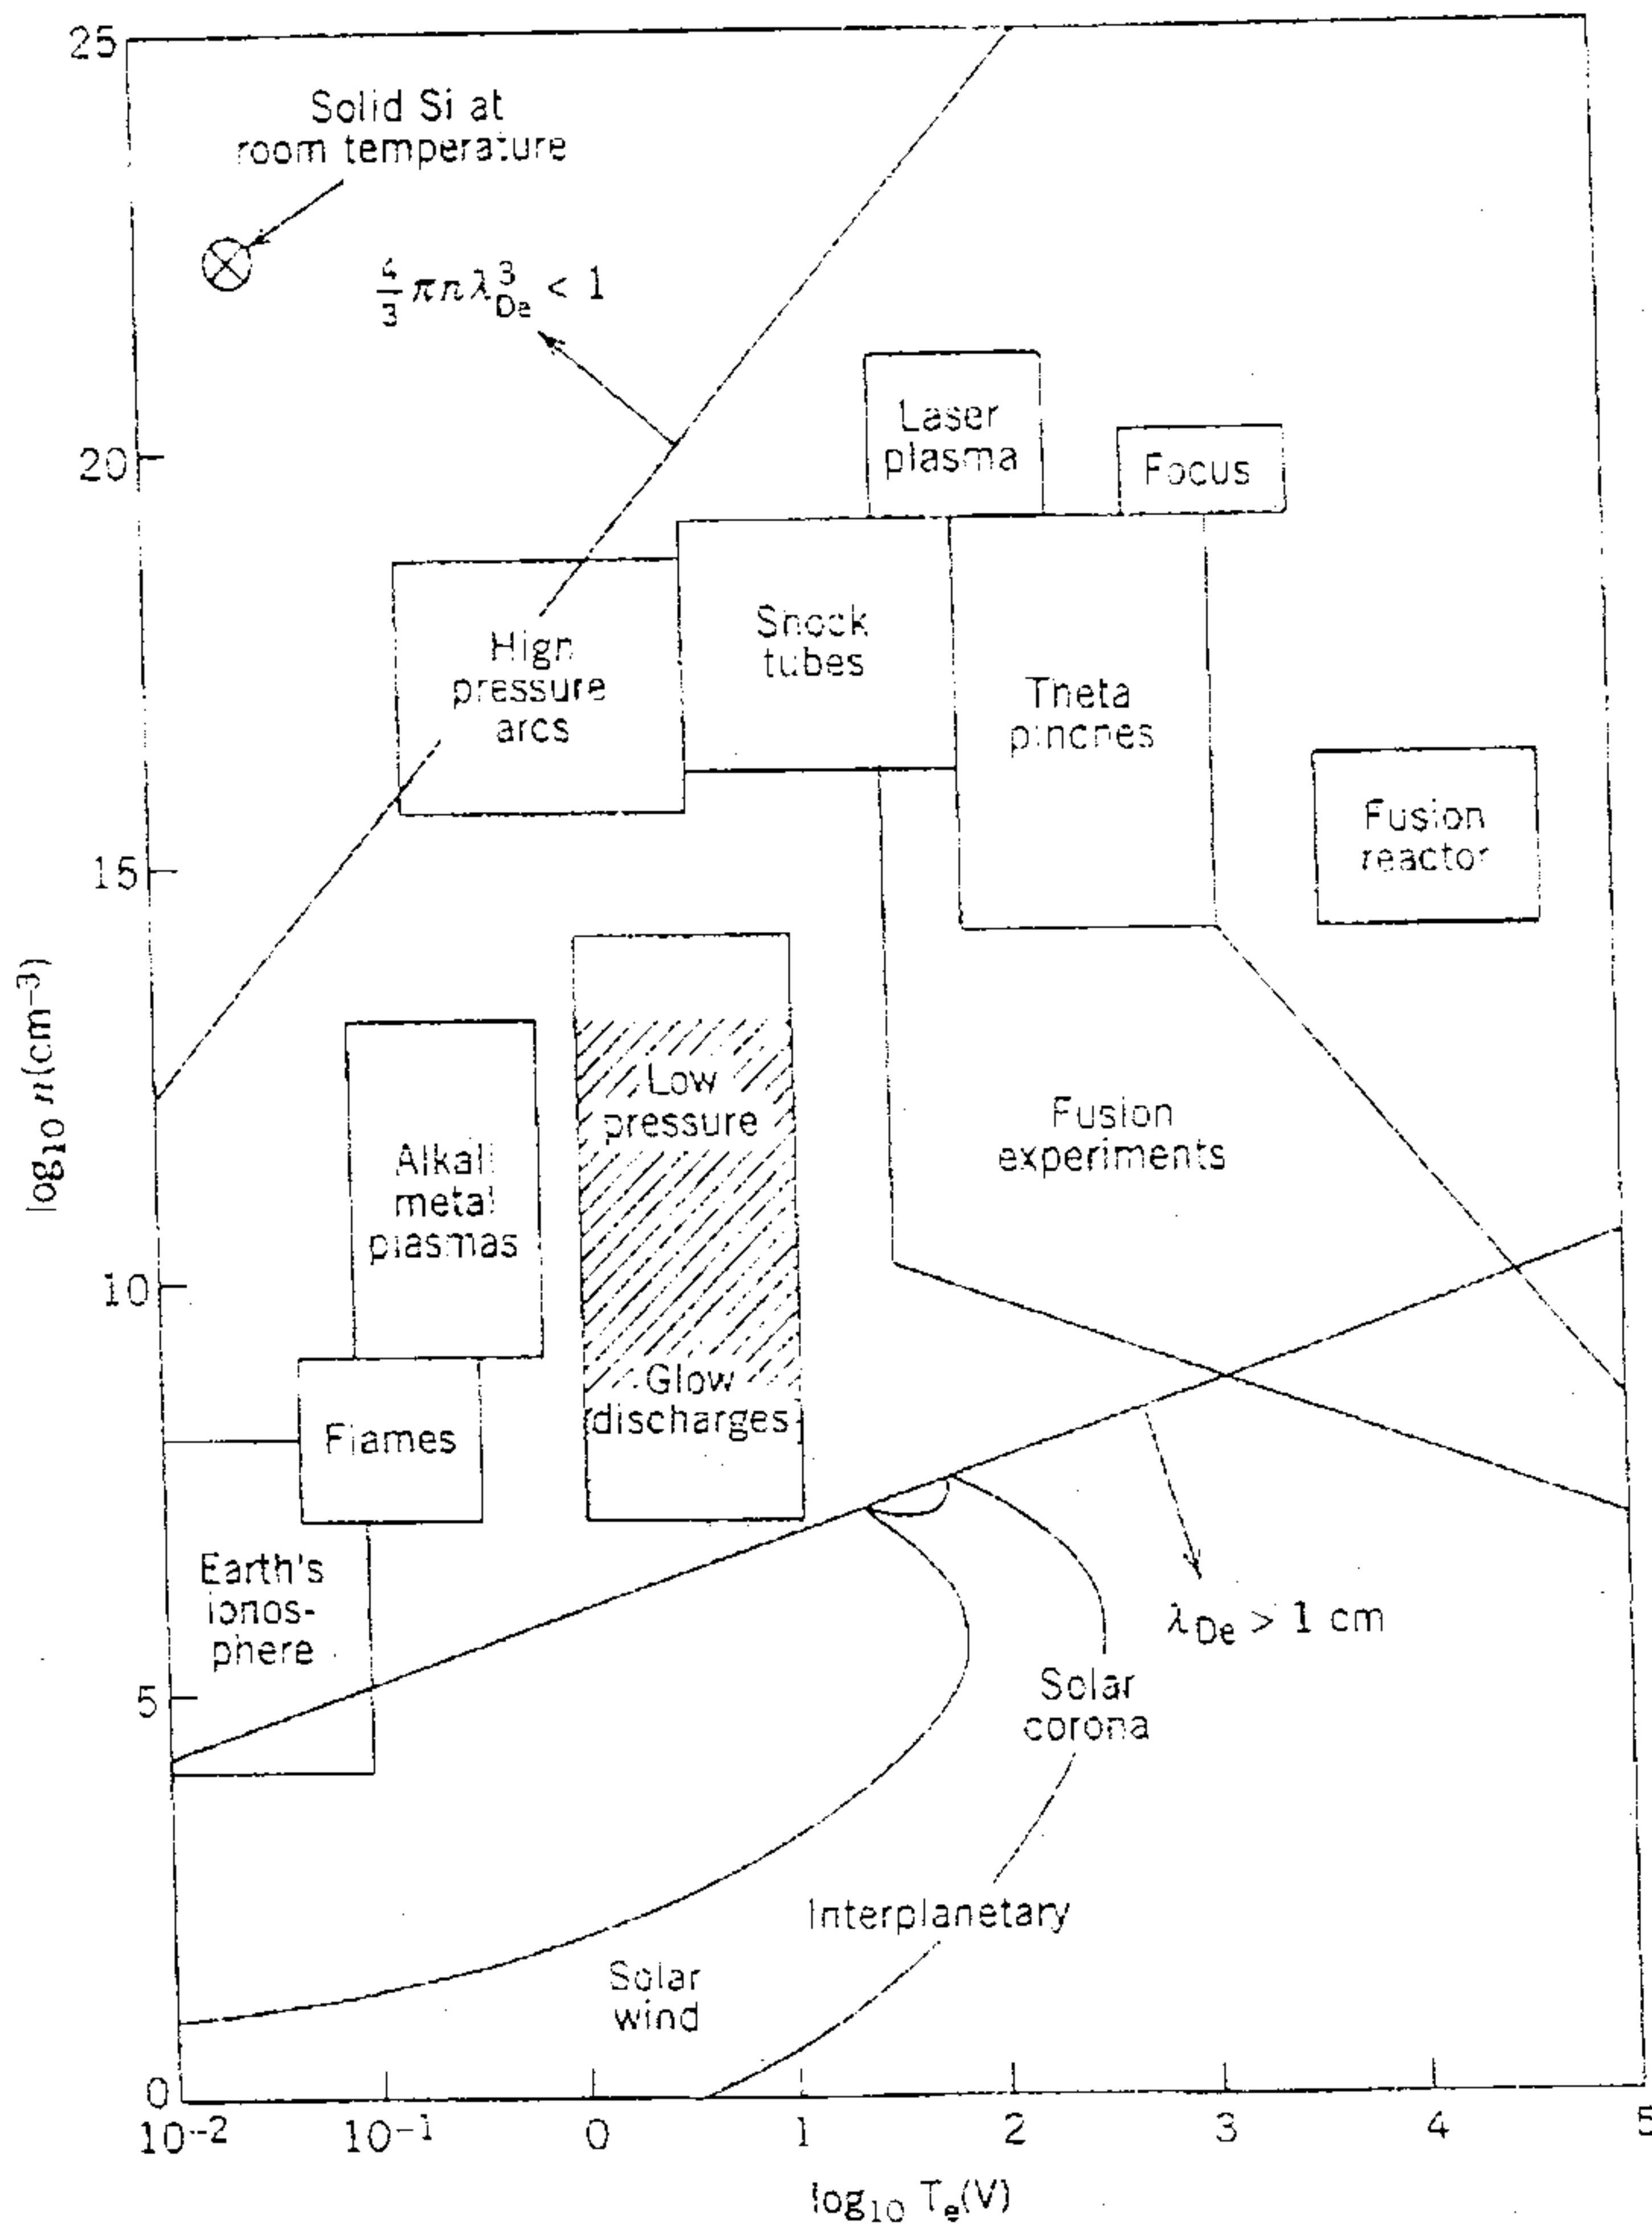 25
Solid Si at
room temperature
4/3 πnλ³De < 1
Laser
plasma
20
Focus
High
pressure
arcs
Shock
tubes
Theta
pinches
15
Fusion
reactor
log10 n(cm⁻³)
Low
pressure
Fusion
experiments
Alkali
metal
plasmas
10
Glow
discharges
Flames
Earth's
ionos-
phere
λDe > 1 cm
5
Solar
corona
Interplanetary
Solar
wind
0
10⁻² 10⁻¹ 0 1 2 3 4 5
log10 Te(V)